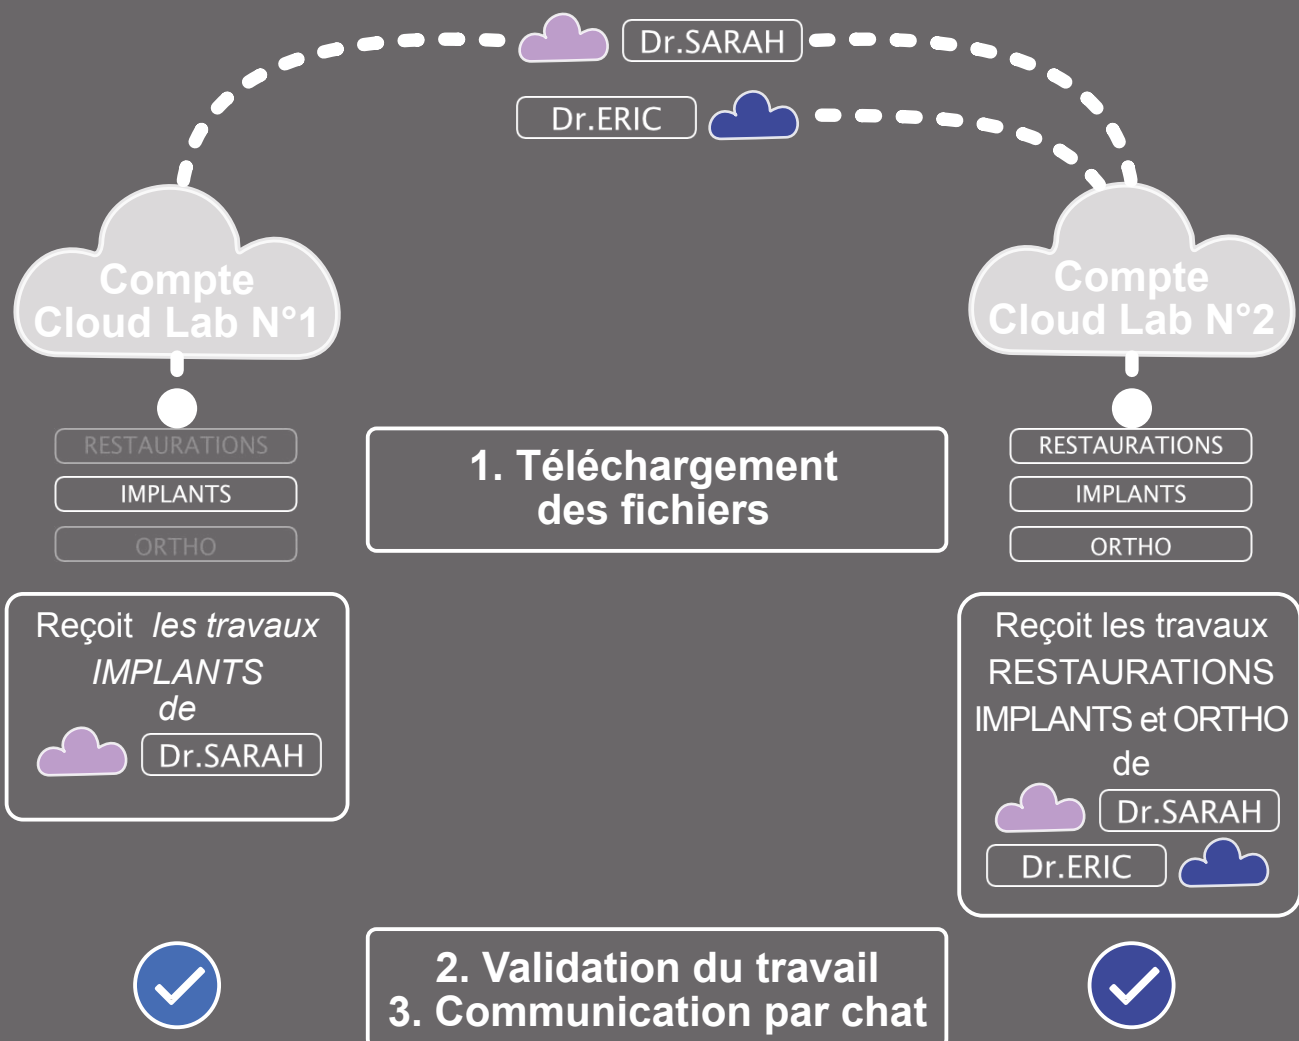 Dr.SARAH
Dr.ERIC
Compte
Cloud Lab N°1
Compte
Cloud Lab N°2
RESTAURATIONS
IMPLANTS
ORTHO
1. Téléchargement
des fichiers
RESTAURATIONS
IMPLANTS
ORTHO
Reçoit les travaux
IMPLANTS
de
Dr.SARAH
Reçoit les travaux
RESTAURATIONS
IMPLANTS et ORTHO
de
Dr.SARAH
Dr.ERIC
2. Validation du travail
3. Communication par chat